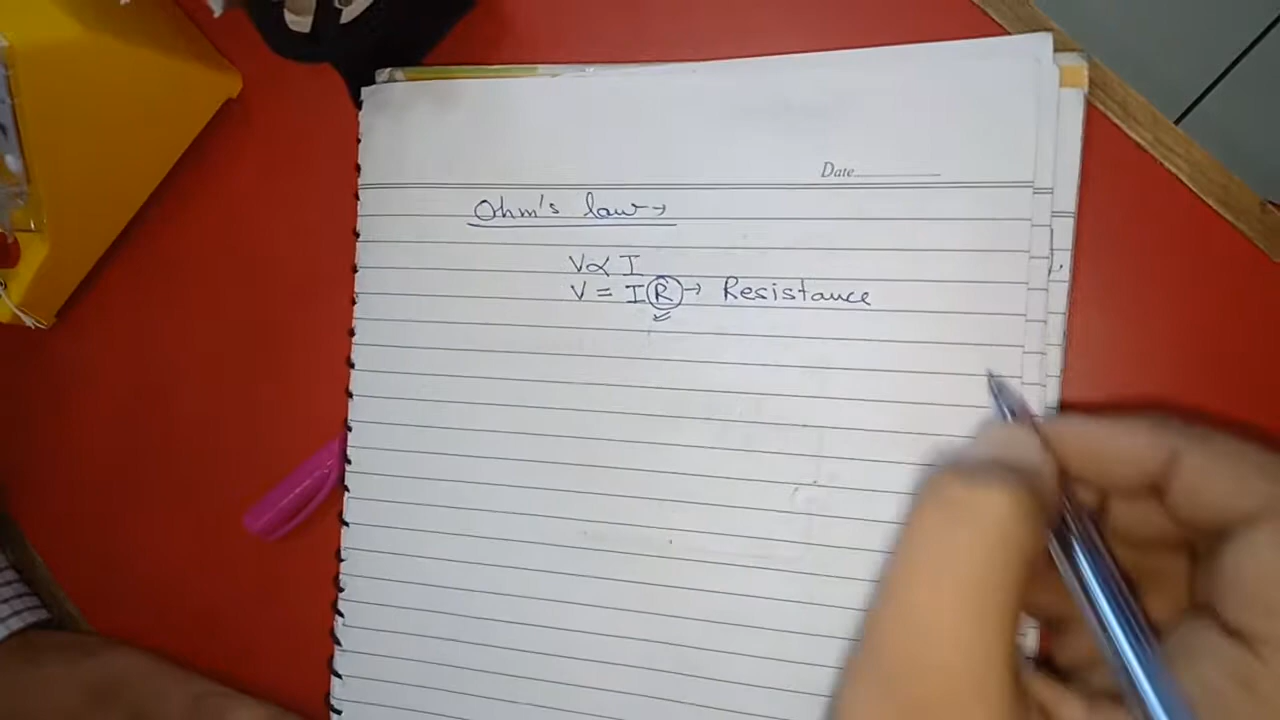 Date
Ohm's law→
V∝ I
V = IR → Resistance